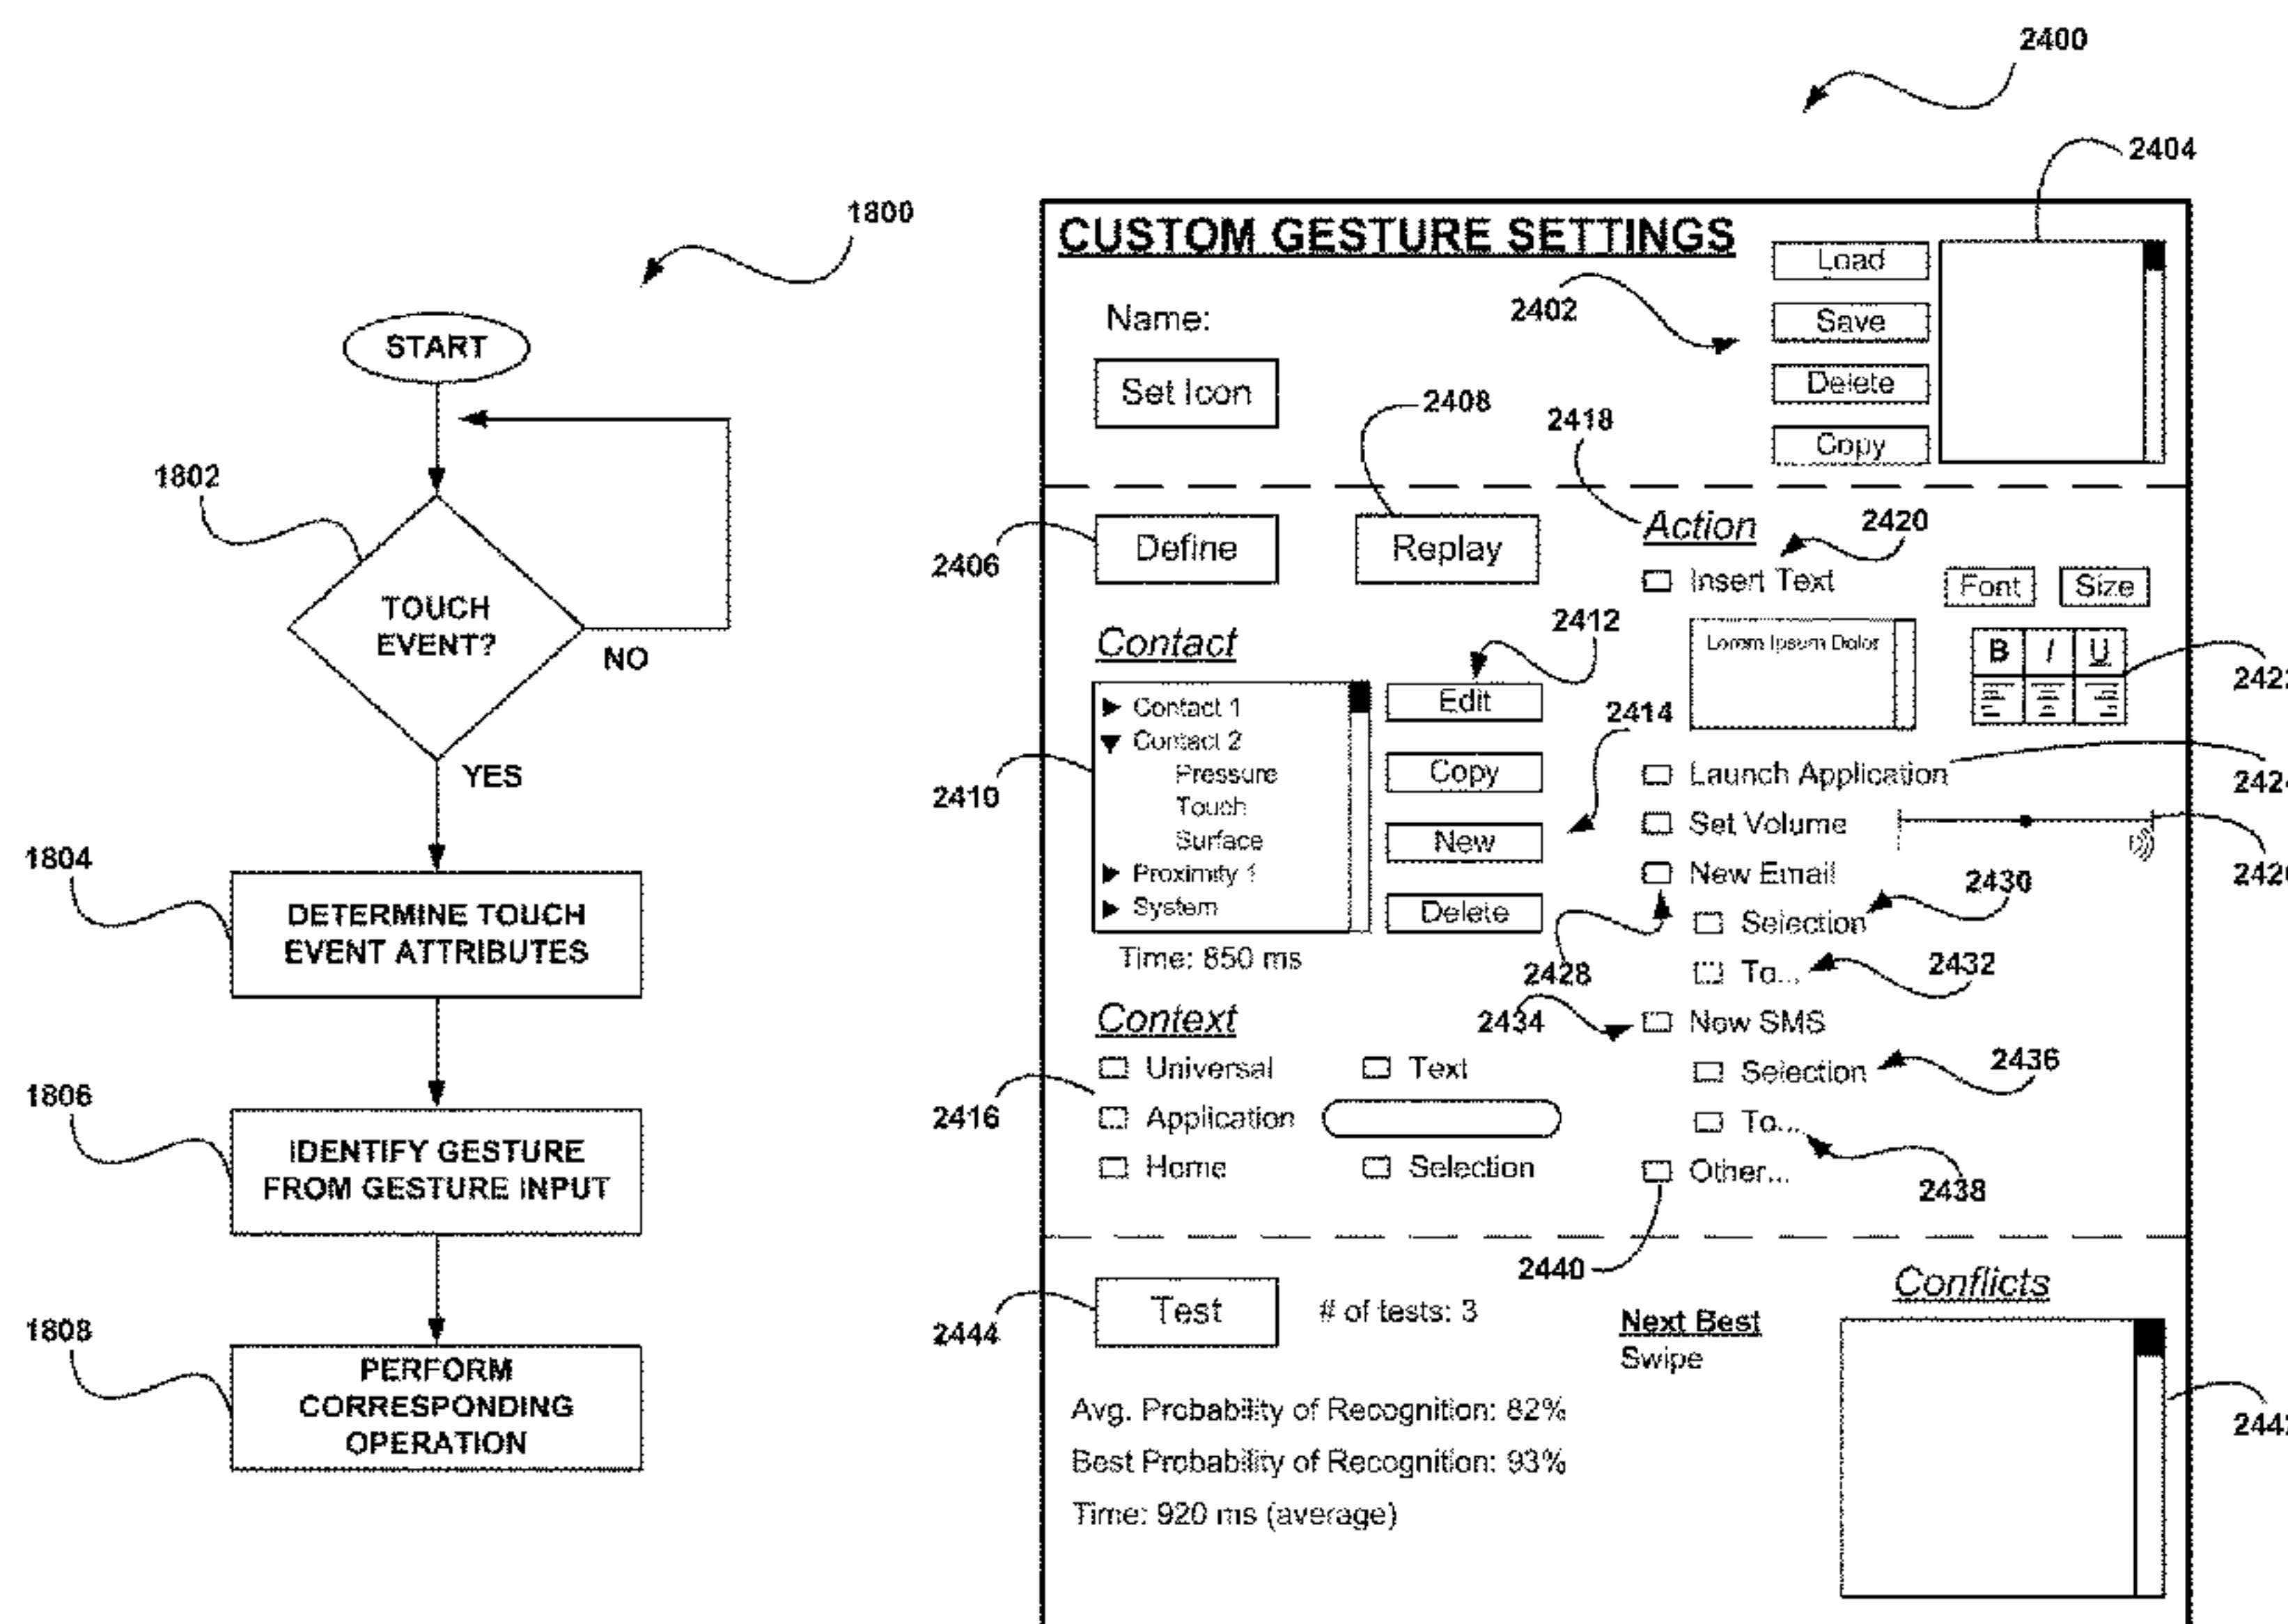 1800
START
1802
TOUCH
EVENT?
NO
YES
1804
DETERMINE TOUCH
EVENT ATTRIBUTES
1806
IDENTIFY GESTURE
FROM GESTURE INPUT
1808
PERFORM
CORRESPONDING
OPERATION
2400
2404
CUSTOM GESTURE SETTINGS
Load
2402
Name:
Save
Set Icon
Delete
2408
2418
Copy
2406
Define
Replay
Action
2420
Insert Text
Font
Size
2412
Contact
Lorem Ipsum Dolor
B I U
Edit
2414
Contact 1
Contact 2
Pressure
Touch
Surface
Proximity 1
System
2410
Copy
New
Delete
Launch Application
Set Volume
New Email
2430
Selection
Time: 850 ms
2428
To...
2432
Context
2434
New SMS
Universal
Text
Selection
2436
2416
Application
To...
Home
Selection
Other...
2438
2440
Conflicts
2444
Test
# of tests: 3
Next Best
Swipe
Avg. Probability of Recognition: 82%
Best Probability of Recognition: 93%
Time: 920 ms (average)